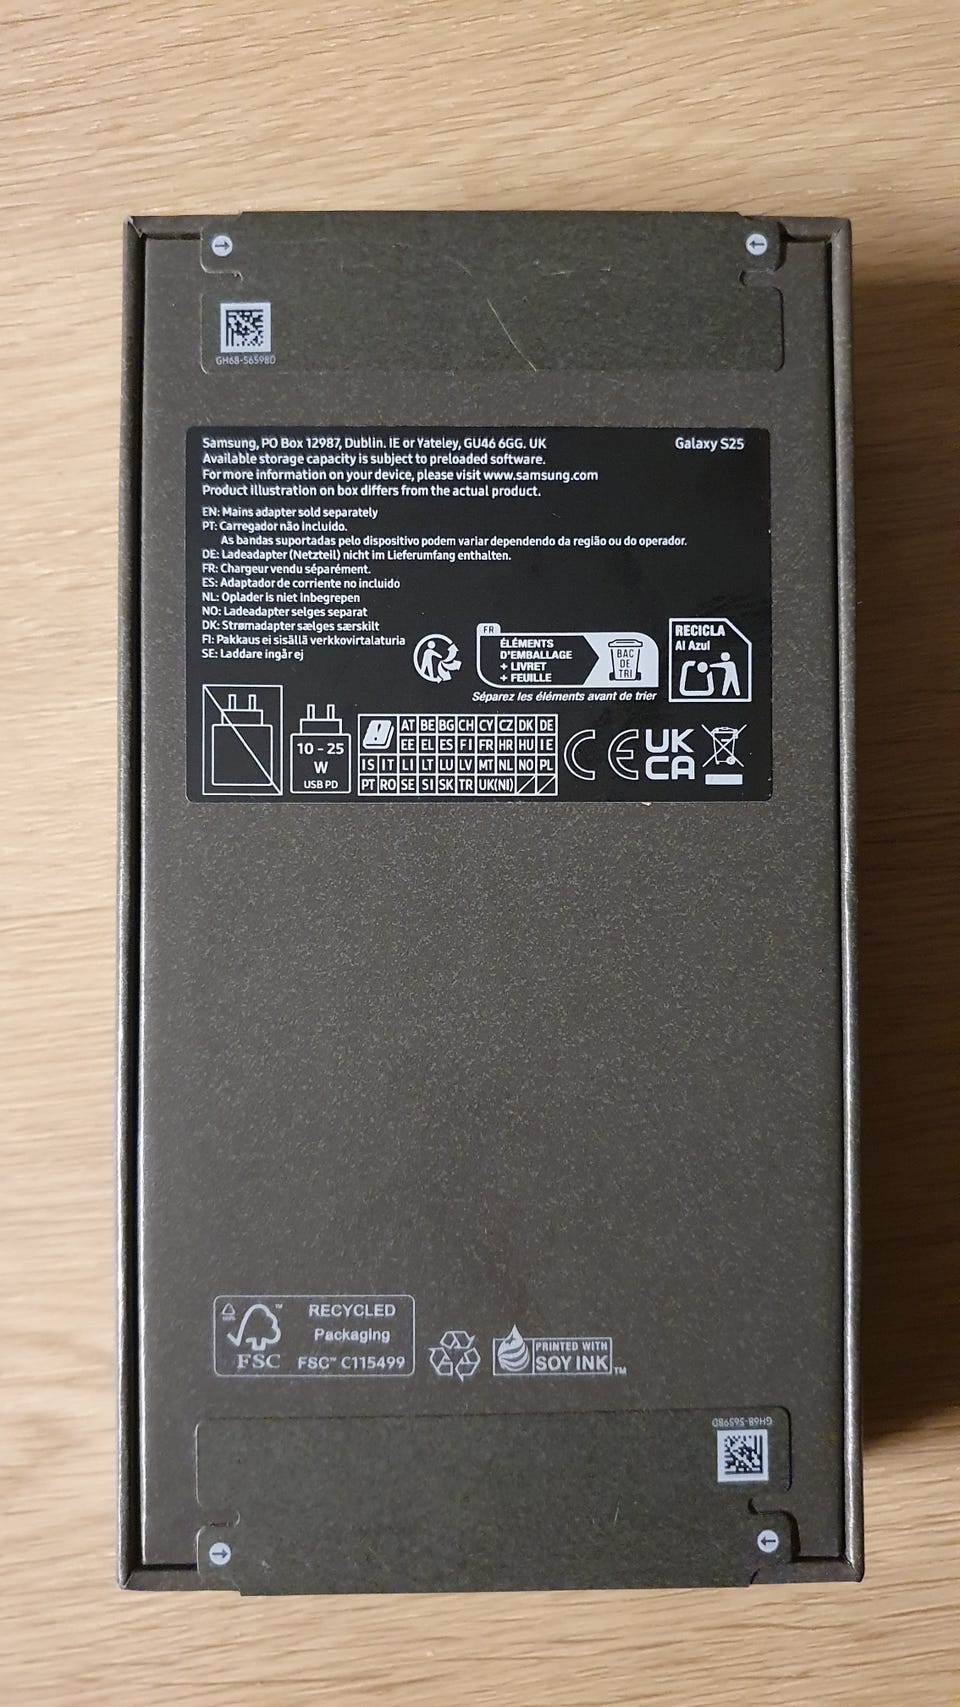 GH68-56598D
Samsung, PO Box 12987, Dublin. IE or Yateley, GU46 6GG. UK
Galaxy S25
Available storage capacity is subject to preloaded software.
For more information on your device, please visit www.samsung.com
Product illustration on box differs from the actual product.
EN: Mains adapter sold separately
PT: Carregador não incluido.
As bandas suportadas pelo dispositivo podem variar dependendo da região ou do operador.
DE: Ladeadapter (Netzteil) nicht im Lieferumfang enthalten.
FR: Chargeur vendu séparément.
ES: Adaptador de corriente no incluido
NL: Oplader is niet inbegrepen
NO: Ladeadapter selges separat
DK: Strømadapter sælges særskilt
FI: Pakkaus ei sisällä verkkovirtalaturia
SE: Laddare ingår ej
FR
ÉLÉMENTS
D'EMBALLAGE
+ LIVRET
+ FEUILLE
BAC
DE
TRI
Séparez les éléments avant de trier
RECICLA
Al Azul
10 - 25
W
USB PD
AT BE BG CH CY CZ DK DE
EE EL ES FI FR HR HU IE
IS IT LI LT LU LV MT NL NO PL
PT RO SE SI SK TR UK(NI)
CE
UK
CA
FSC™
RECYCLED
Packaging
FSC™ C115499
PRINTED WITH
SOY INK™
GH68-56598D